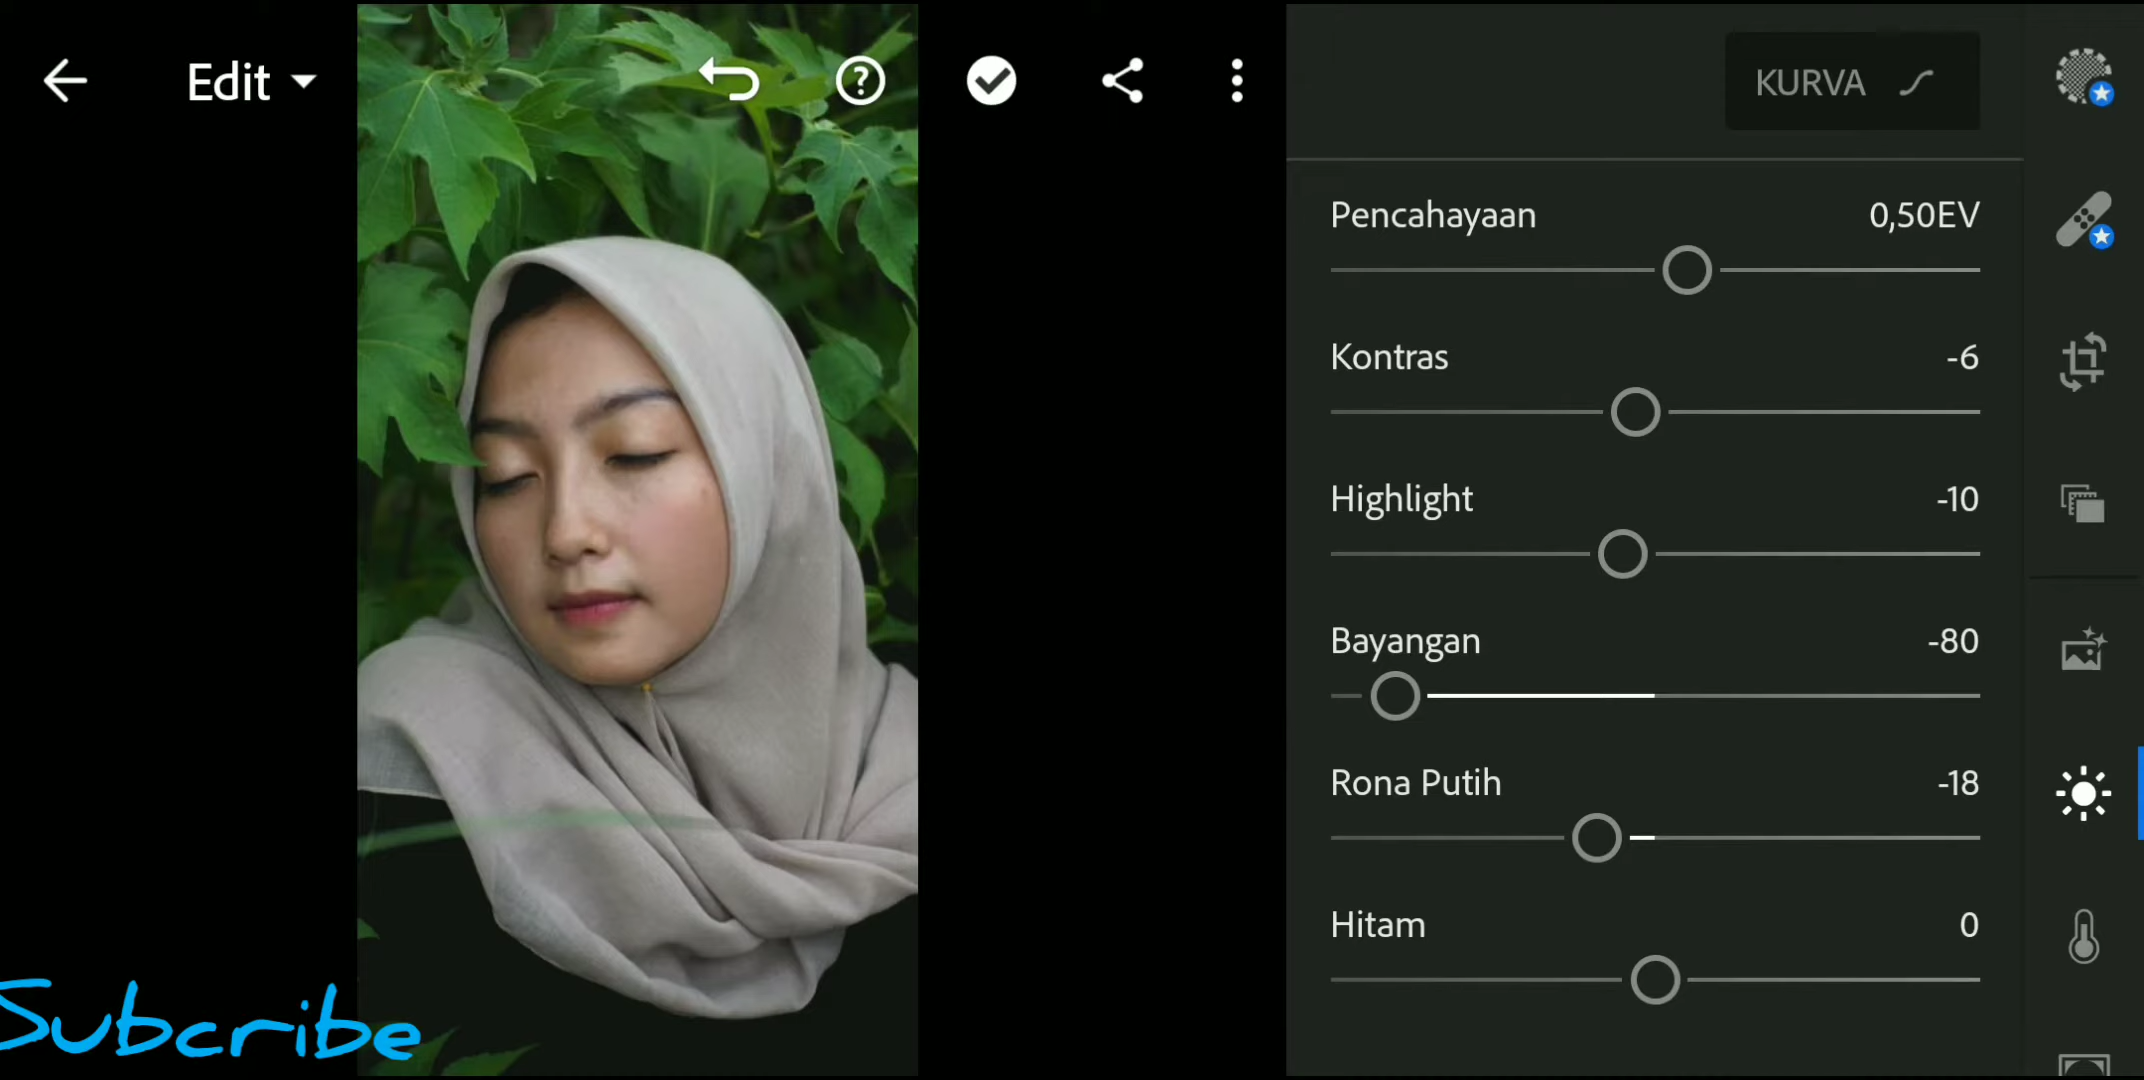 Edit
KURVA
Pencahayaan 0,50EV
Kontras -6
Highlight -10
Bayangan -80
Rona Putih -18
Hitam 0
Subcribe